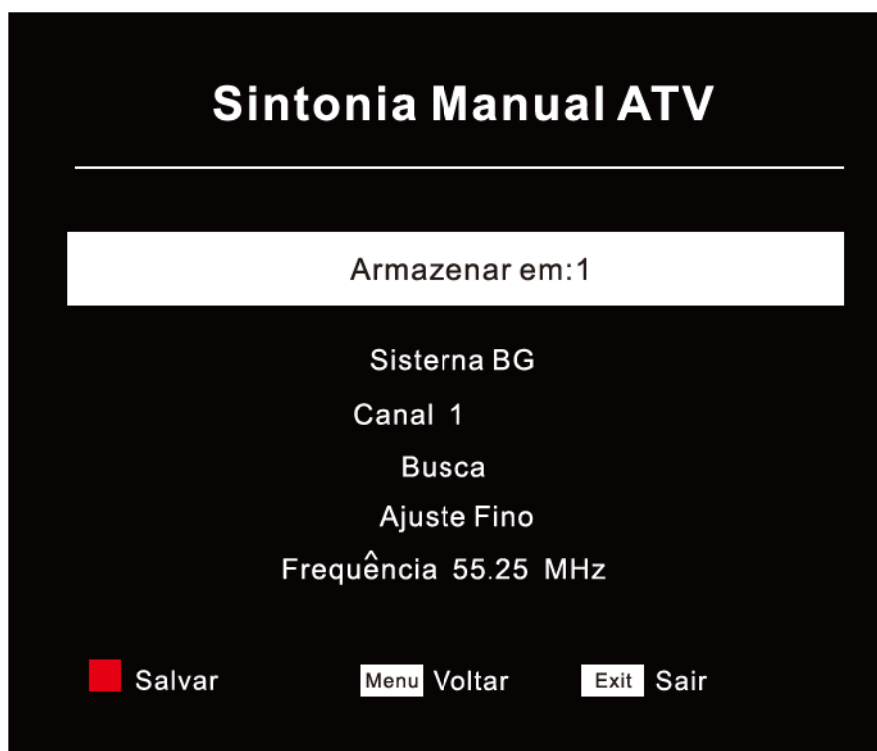 Sintonia Manual ATV
Armazenar em:1
Sisterna BG
Canal 1
Busca
Ajuste Fino
Frequência 55.25 MHz
Salvar Menu Voltar Exit Sair